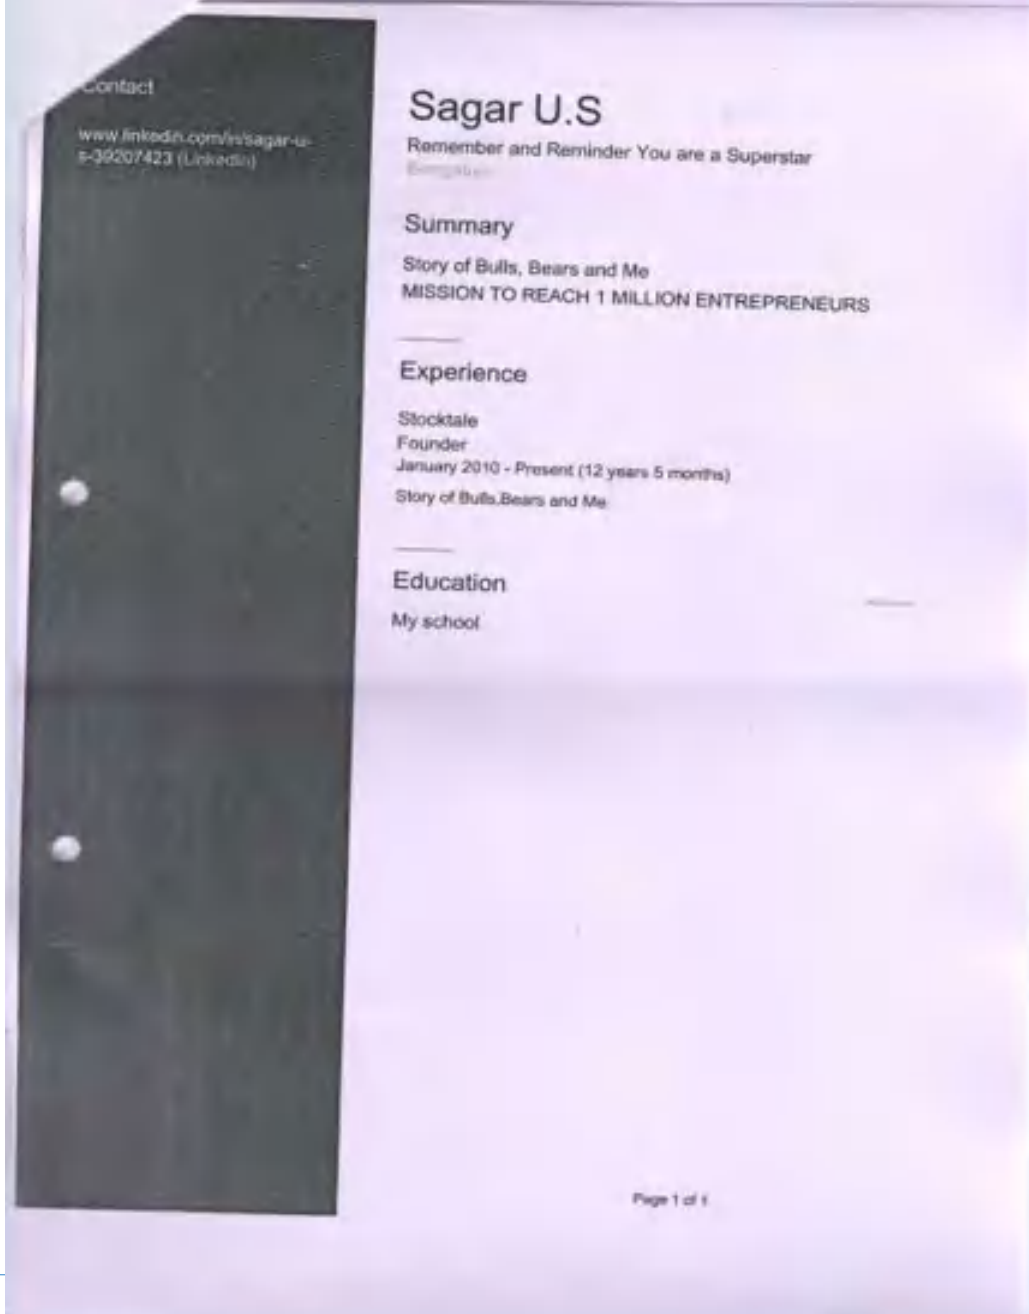 Contact
www.linkedin.com/in/sagar-u-
s-39207423 (LinkedIn)
Sagar U.S
Remember and Reminder You are a Superstar
Summary
Story of Bulls, Bears and Me
MISSION TO REACH 1 MILLION ENTREPRENEURS
Experience
Stocktale
Founder
January 2010 - Present (12 years 5 months)
Story of Bulls,Bears and Me
Education
My school
Page 1 of 1